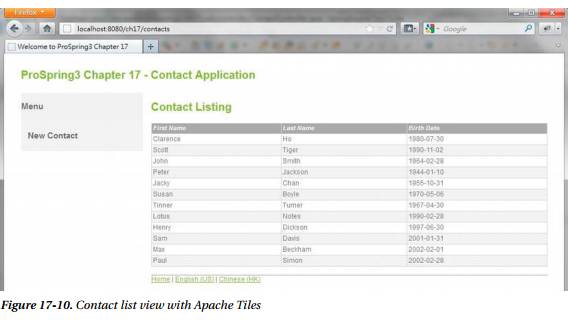 Firefox
localhost:8080/ch17/contacts
Google
Welcome to ProSpring3 Chapter 17
ProSpring3 Chapter 17 - Contact Application
Menu
New Contact
Contact Listing
First Name Last Name Birth Date
Clarence Ho 1980-07-30
Scott Tiger 1990-11-02
John Smith 1964-02-28
Peter Jackson 1944-01-10
Jacky Chan 1955-10-31
Susan Boyle 1970-05-06
Tinner Turner 1967-04-30
Lotus Notes 1990-02-28
Henry Dickson 1997-06-30
Sam Davis 2001-01-31
Max Beckham 2002-02-01
Paul Simon 2002-02-28
Home | English (US) | Chinese (HK)
Figure 17-10. Contact list view with Apache Tiles